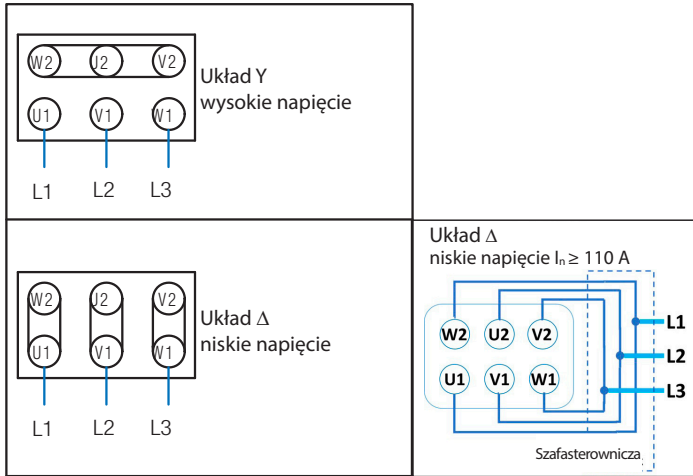 W2 U2 V2
Układ Y
wysokie napięcie
U1 V1 W1
L1 L2 L3
W2 U2 V2
Układ Δ
niskie napięcie
U1 V1 W1
L1 L2 L3
Układ Δ
niskie napięcie Iₙ ≥ 110 A
W2 U2 V2
L1
L2
U1 V1 W1
L3
Szafasterownicza